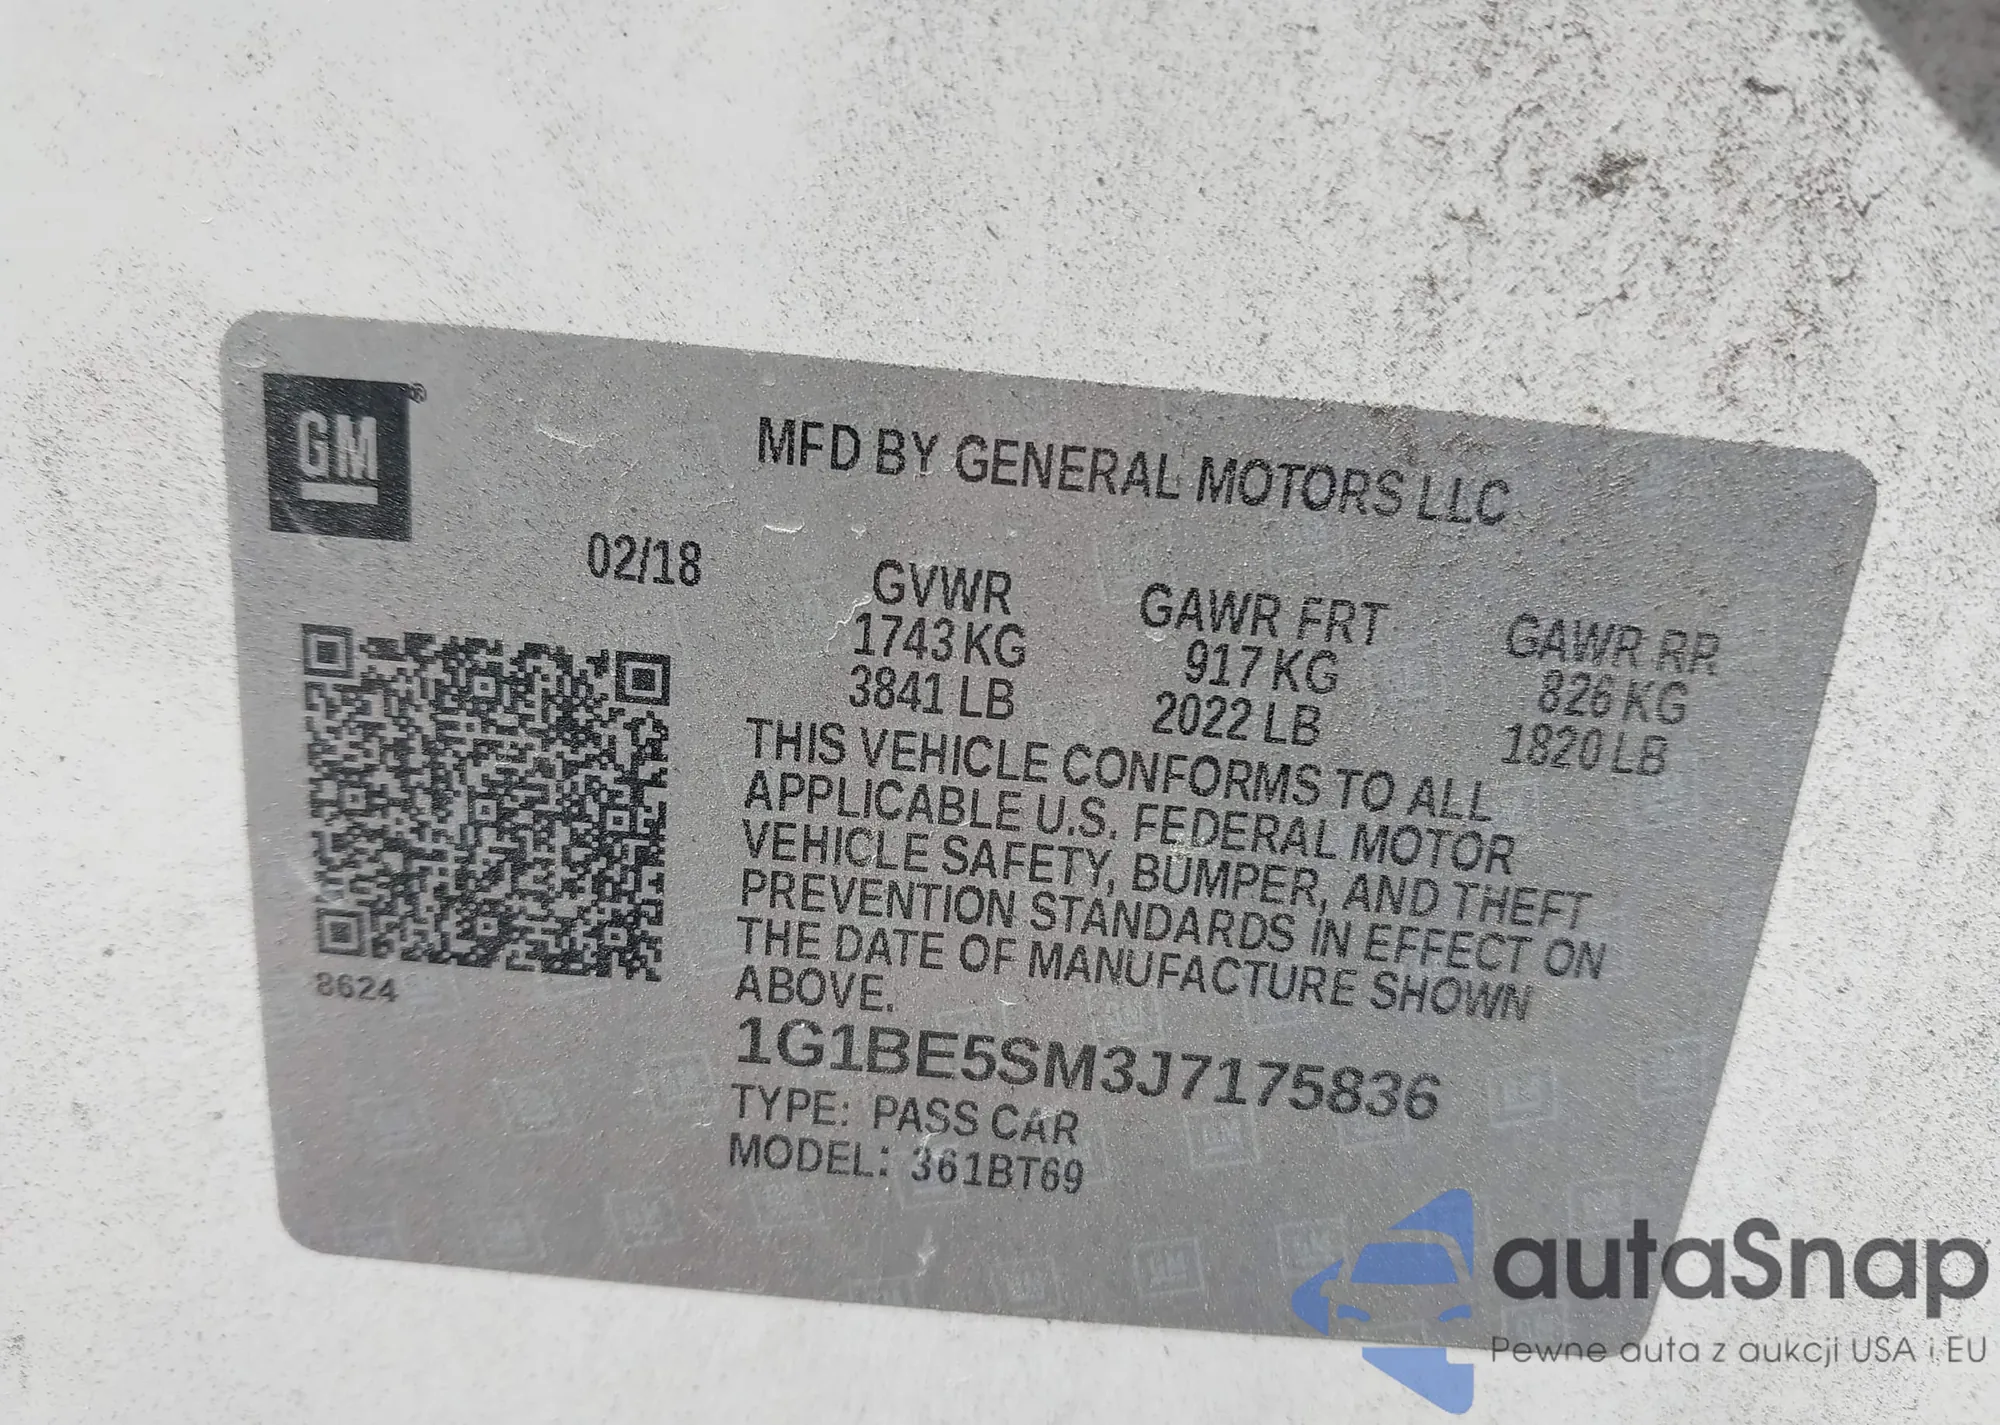 GM®
MFD BY GENERAL MOTORS LLC
02/18
GVWR
1743 KG
3841 LB
GAWR FRT
917 KG
2022 LB
GAWR RR
826 KG
1820 LB
THIS VEHICLE CONFORMS TO ALL
APPLICABLE U.S. FEDERAL MOTOR
VEHICLE SAFETY, BUMPER, AND THEFT
PREVENTION STANDARDS IN EFFECT ON
THE DATE OF MANUFACTURE SHOWN
ABOVE.
8624
1G1BE5SM3J7175836
TYPE: PASS CAR
MODEL: 361BT69
autaSnap
Pewne auta z aukcji USA i EU